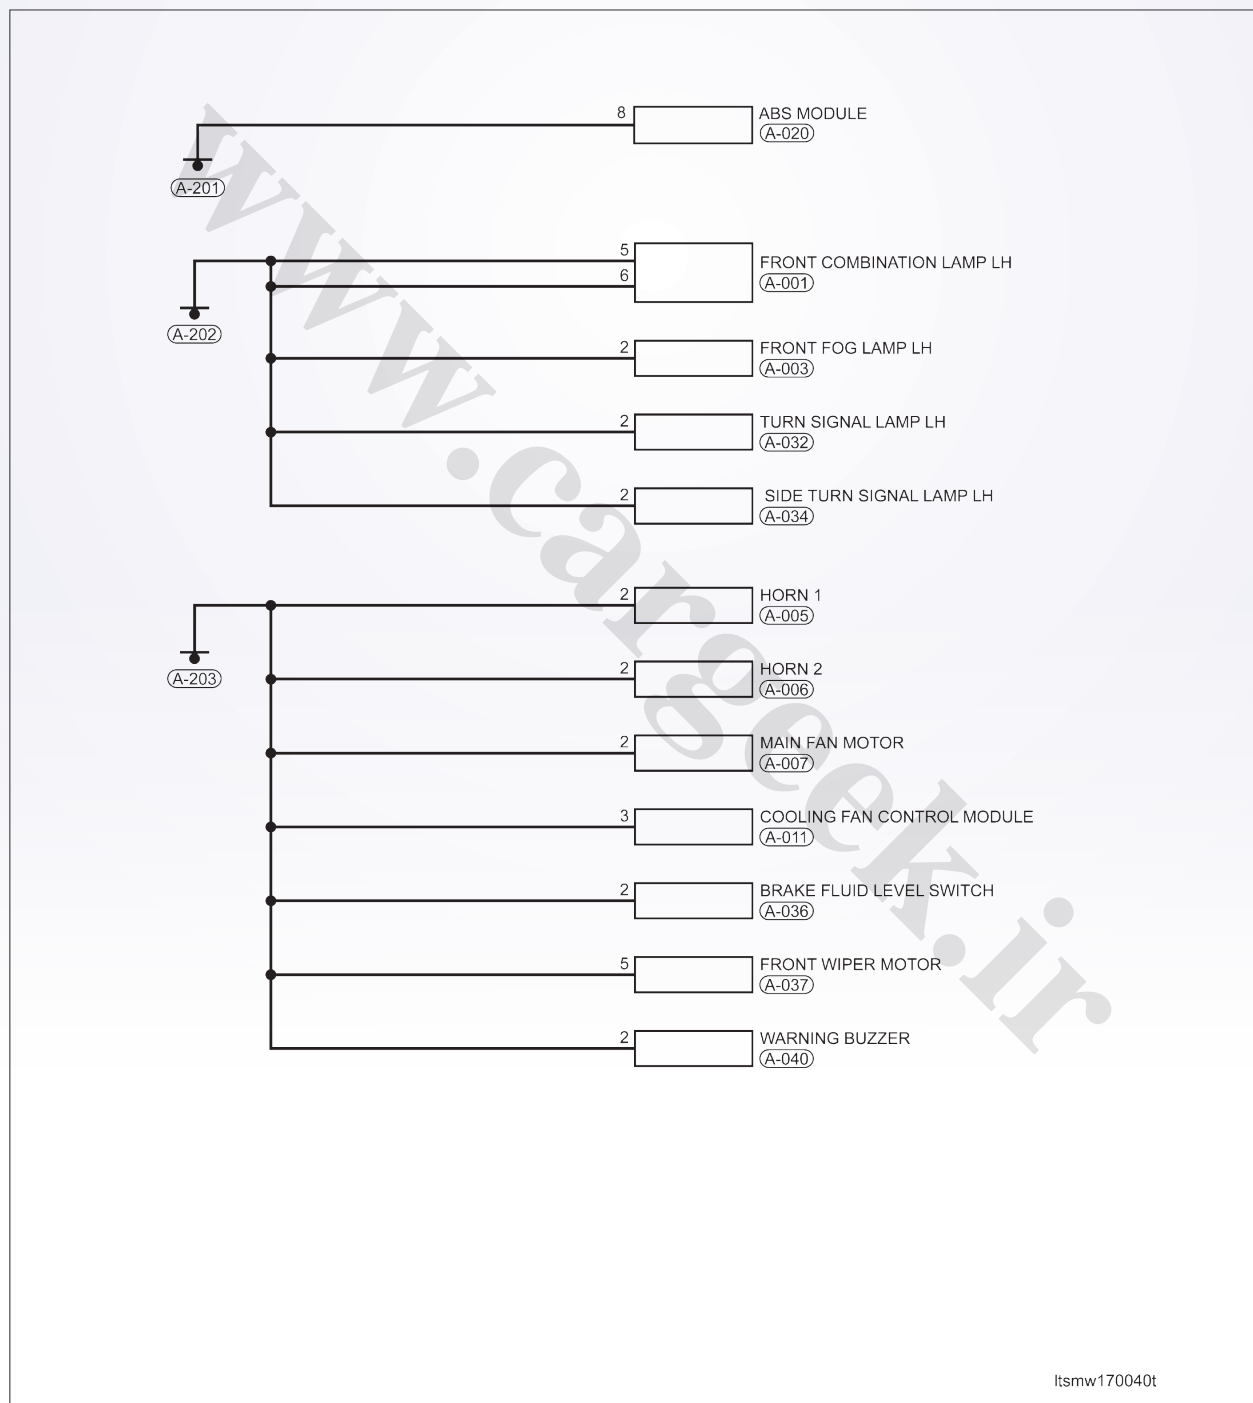 8 ABS MODULE
A-020
A-201
5 FRONT COMBINATION LAMP LH
6 A-001
A-202
2 FRONT FOG LAMP LH
A-003
2 TURN SIGNAL LAMP LH
A-032
2 SIDE TURN SIGNAL LAMP LH
A-034
2 HORN 1
A-005
2 HORN 2
A-006
A-203
2 MAIN FAN MOTOR
A-007
3 COOLING FAN CONTROL MODULE
A-011
2 BRAKE FLUID LEVEL SWITCH
A-036
5 FRONT WIPER MOTOR
A-037
2 WARNING BUZZER
A-040
www.cargeek.ir
ltsmw170040t